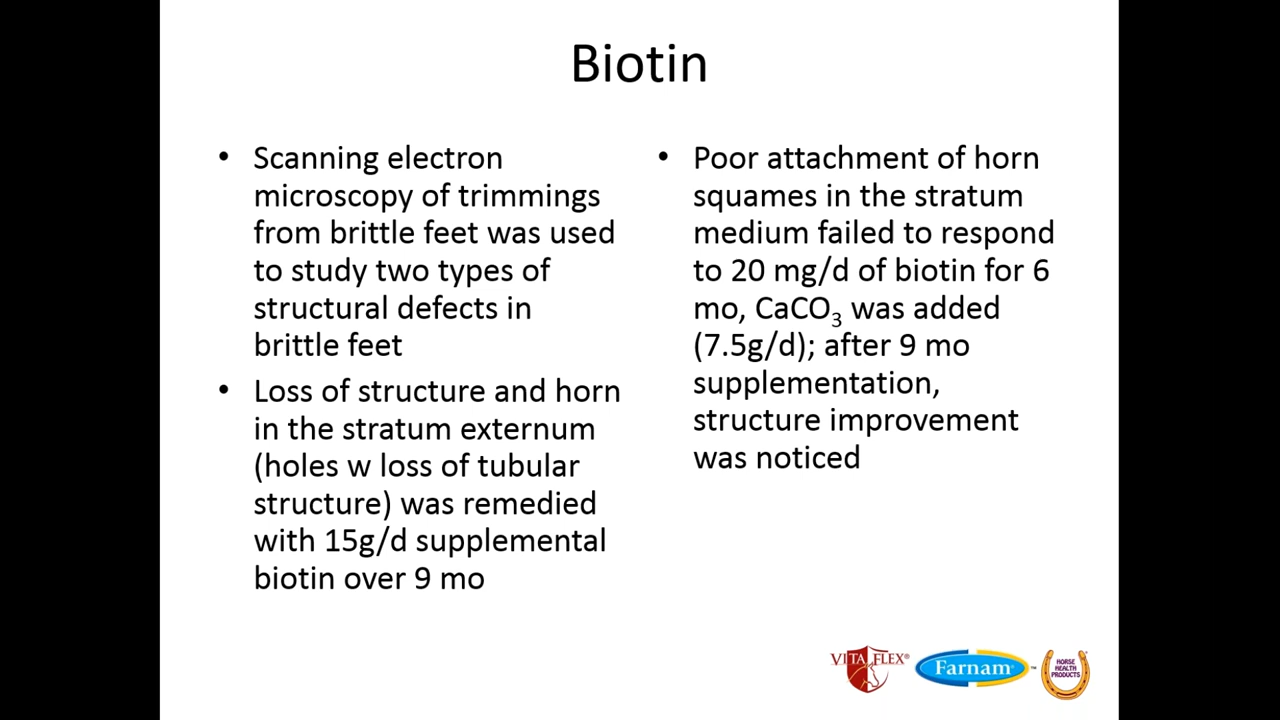 Biotin
• Scanning electron
microscopy of trimmings
from brittle feet was used
to study two types of
structural defects in
brittle feet
• Loss of structure and horn
in the stratum externum
(holes w loss of tubular
structure) was remedied
with 15g/d supplemental
biotin over 9 mo
• Poor attachment of horn
squames in the stratum
medium failed to respond
to 20 mg/d of biotin for 6
mo, CaCO₃ was added
(7.5g/d); after 9 mo
supplementation,
structure improvement
was noticed
VITA FLEX®
Farnam™
HORSE
HEALTH
PRODUCTS